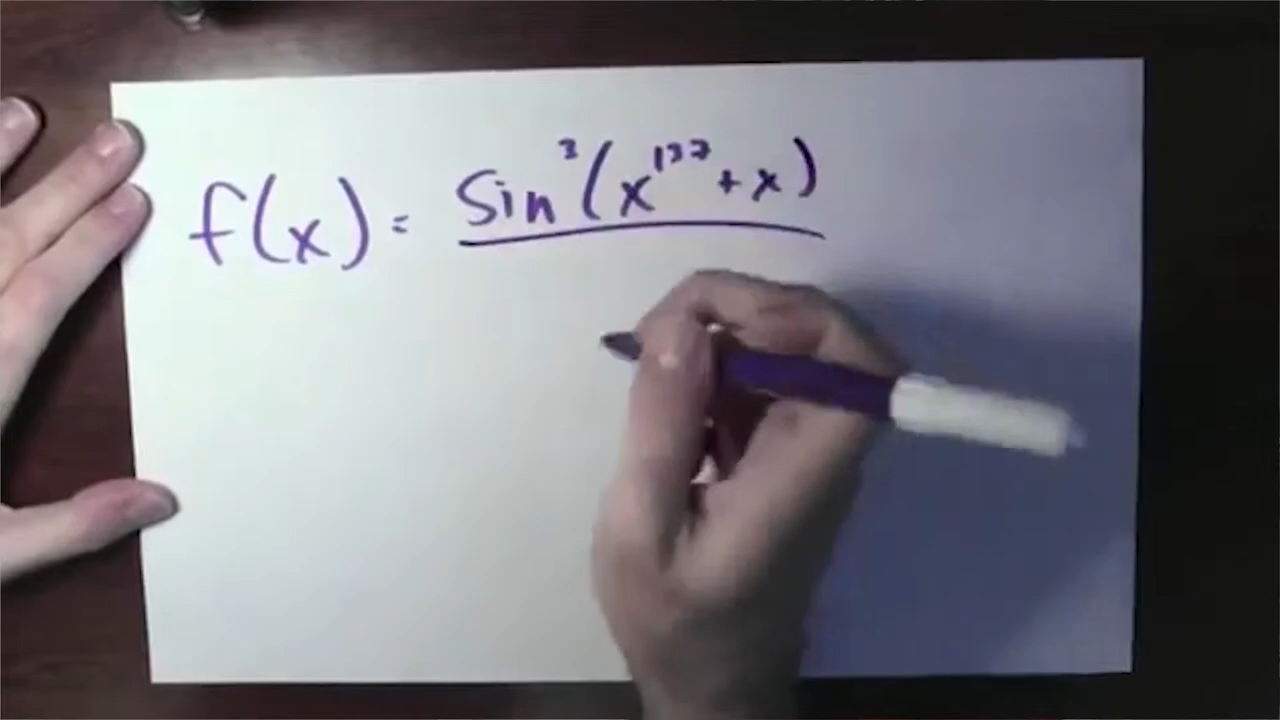 f(x) = sin³(x¹³⁷ + x)